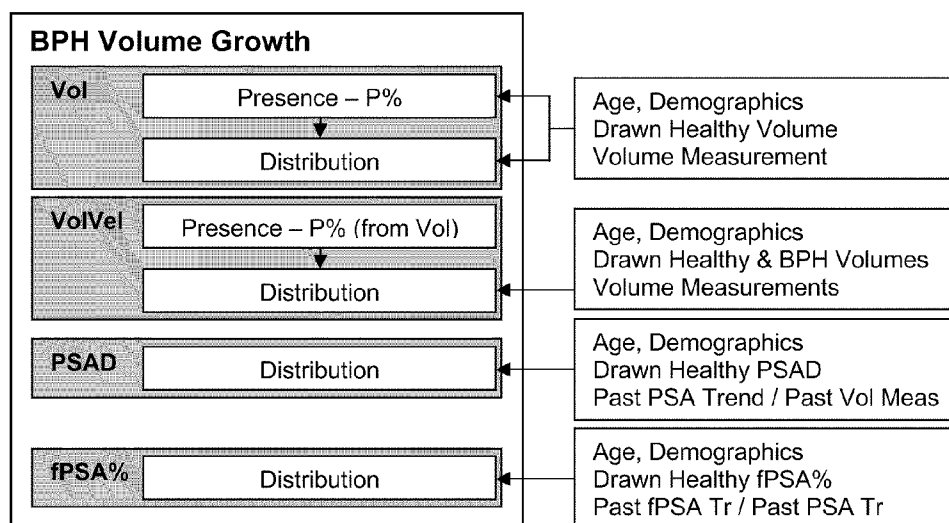 BPH Volume Growth
Vol
Presence – P%
Distribution
Age, Demographics
Drawn Healthy Volume
Volume Measurement
VolVel
Presence – P% (from Vol)
Distribution
Age, Demographics
Drawn Healthy & BPH Volumes
Volume Measurements
PSAD
Distribution
Age, Demographics
Drawn Healthy PSAD
Past PSA Trend / Past Vol Meas
fPSA%
Distribution
Age, Demographics
Drawn Healthy fPSA%
Past fPSA Tr / Past PSA Tr